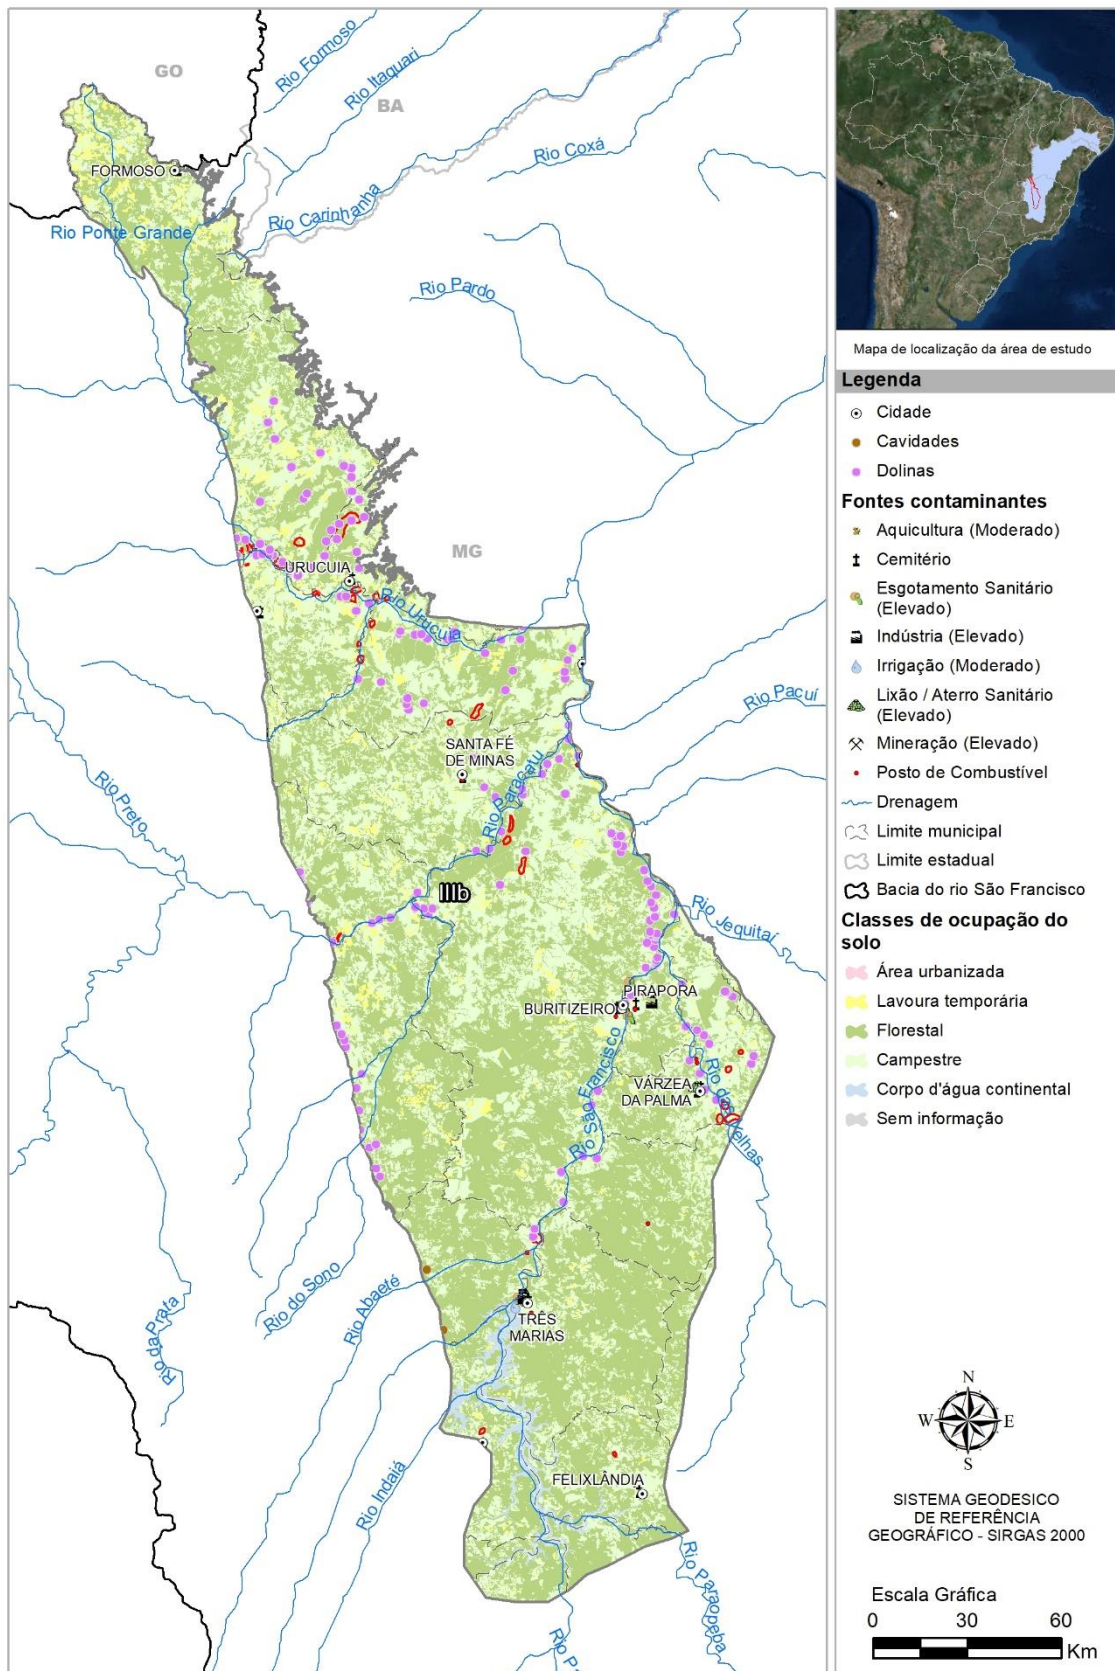 GO
BA
MG
Rio Formoso
Rio Itaquari
Rio Coxá
Rio Carinhanha
FORMOSO
Rio Ponte Grande
Rio Pardo
URUCUIA
Rio Urucuia
Rio Pacuí
SANTA FÉ
DE MINAS
Rio Paracatu
Rio Preto
IIIb
Rio Jequitaí
PIRAPORA
BURITIZEIRO
Rio São Francisco
VÁRZEA
DA PALMA
Rio das Velhas
Rio do Sono
Rio Abaeté
Rio da Prata
TRÊS
MARIAS
Rio Indaiá
FELIXLÂNDIA
Rio Paraopeba
Mapa de localização da área de estudo
Legenda
Cidade
Cavidades
Dolinas
Fontes contaminantes
Aquicultura (Moderado)
Cemitério
Esgotamento Sanitário
(Elevado)
Indústria (Elevado)
Irrigação (Moderado)
Lixão / Aterro Sanitário
(Elevado)
Mineração (Elevado)
Posto de Combustível
Drenagem
Limite municipal
Limite estadual
Bacia do rio São Francisco
Classes de ocupação do
solo
Área urbanizada
Lavoura temporária
Florestal
Campestre
Corpo d'água continental
Sem informação
N
W E
S
SISTEMA GEODESICO
DE REFERÊNCIA
GEOGRÁFICO - SIRGAS 2000
Escala Gráfica
0 30 60
Km